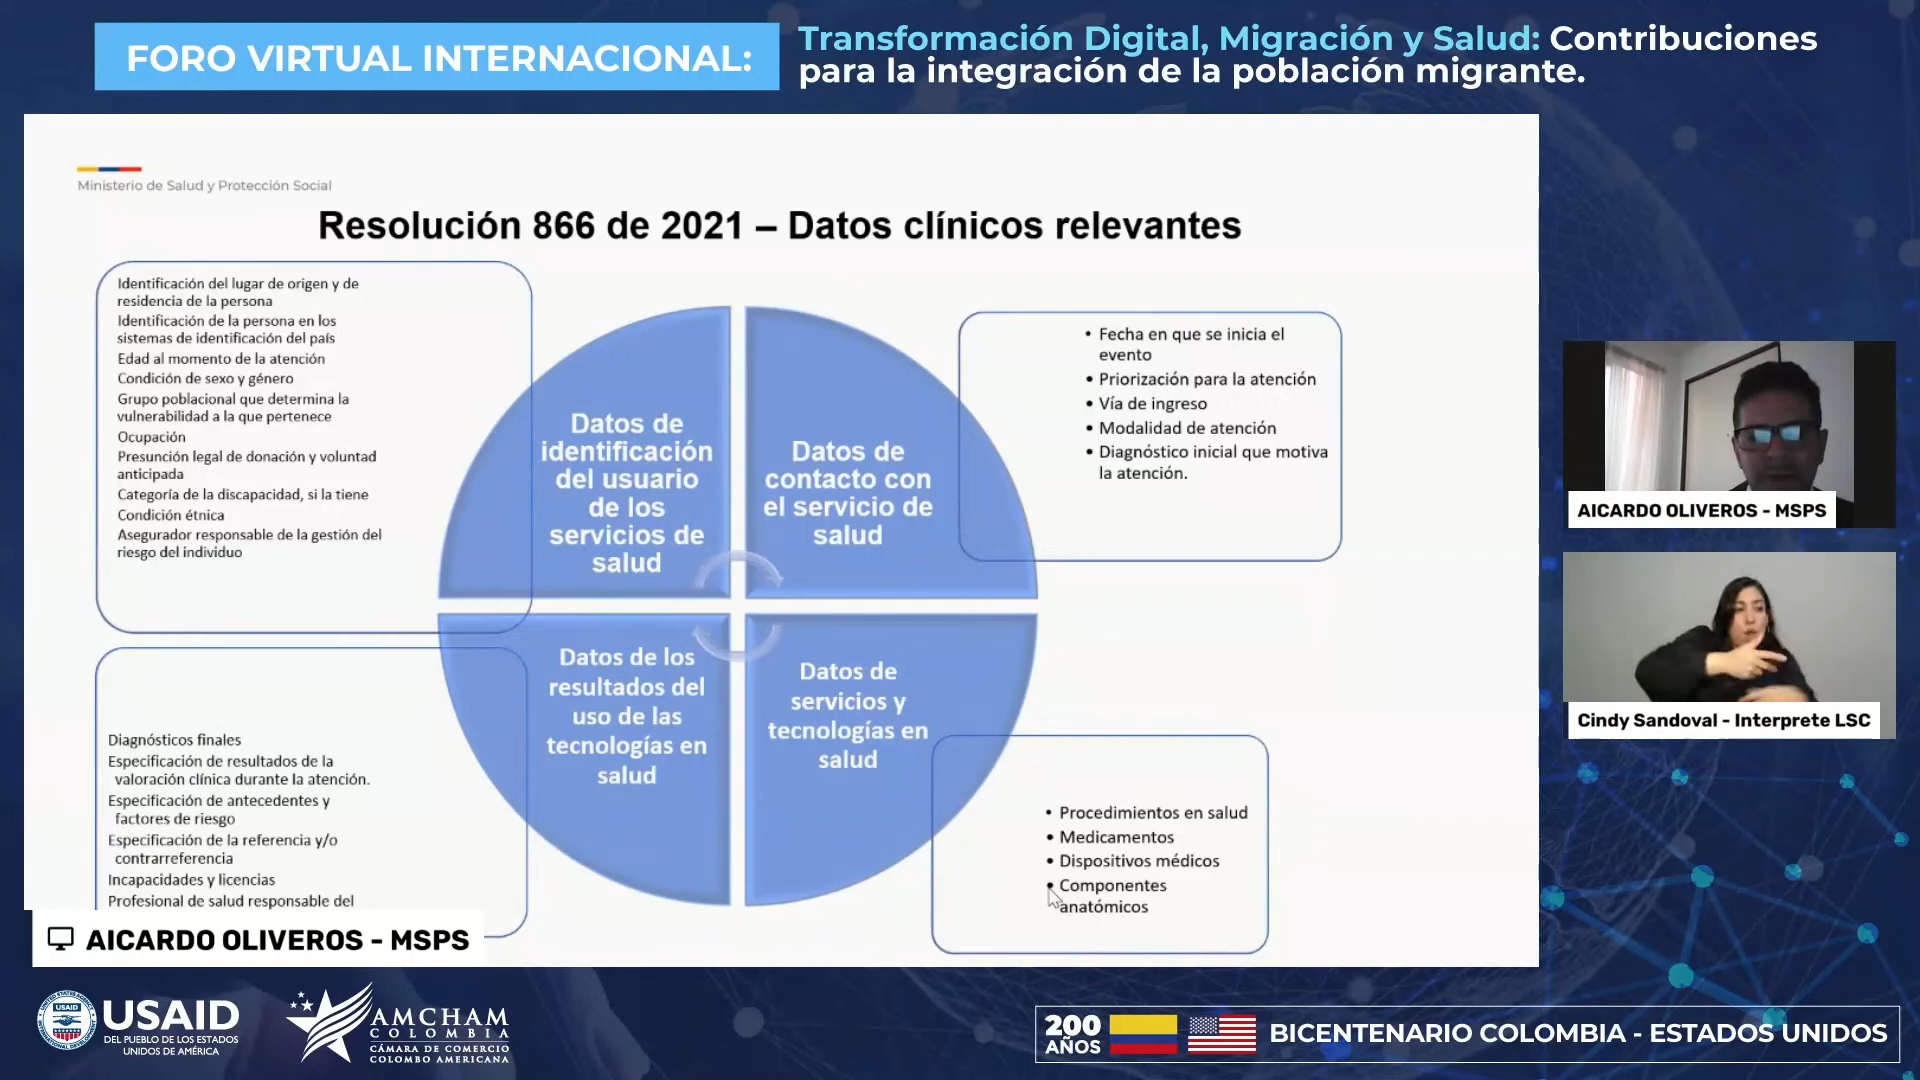 FORO VIRTUAL INTERNACIONAL:
Transformación Digital, Migración y Salud: Contribuciones
para la integración de la población migrante.
Ministerio de Salud y Protección Social
Resolución 866 de 2021 – Datos clínicos relevantes
Identificación del lugar de origen y de
residencia de la persona
Identificación de la persona en los
sistemas de identificación del país
Edad al momento de la atención
Condición de sexo y género
Grupo poblacional que determina la
vulnerabilidad a la que pertenece
Ocupación
Presunción legal de donación y voluntad
anticipada
Categoría de la discapacidad, si la tiene
Condición étnica
Asegurador responsable de la gestión del
riesgo del individuo
Datos de
identificación
del usuario
de los
servicios de
salud
Datos de
contacto con
el servicio de
salud
• Fecha en que se inicia el
evento
• Priorización para la atención
• Vía de ingreso
• Modalidad de atención
• Diagnóstico inicial que motiva
la atención.
Diagnósticos finales
Especificación de resultados de la
valoración clínica durante la atención.
Especificación de antecedentes y
factores de riesgo
Especificación de la referencia y/o
contrarreferencia
Incapacidades y licencias
Profesional de salud responsable del
Datos de los
resultados del
uso de las
tecnologías en
salud
Datos de
servicios y
tecnologías en
salud
• Procedimientos en salud
• Medicamentos
• Dispositivos médicos
• Componentes
anatómicos
AICARDO OLIVEROS - MSPS
Cindy Sandoval - Interprete LSC
AICARDO OLIVEROS - MSPS
USAID
USAID
DEL PUEBLO DE LOS ESTADOS
UNIDOS DE AMÉRICA
AMCHAM
COLOMBIA
CÁMARA DE COMERCIO
COLOMBO AMERICANA
200
AÑOS
BICENTENARIO COLOMBIA - ESTADOS UNIDOS